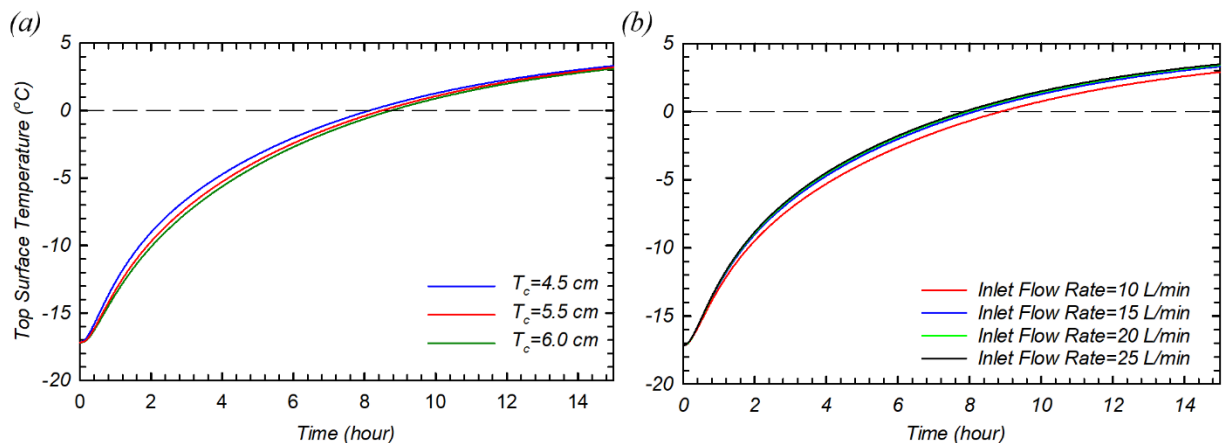 (a)
Top Surface Temperature (°C)
5
0
-5
-10
-15
-20
0 2 4 6 8 10 12 14
Time (hour)
T_c=4.5 cm
T_c=5.5 cm
T_c=6.0 cm
(b)
5
0
-5
-10
-15
-20
0 2 4 6 8 10 12 14
Time (hour)
Inlet Flow Rate=10 L/min
Inlet Flow Rate=15 L/min
Inlet Flow Rate=20 L/min
Inlet Flow Rate=25 L/min